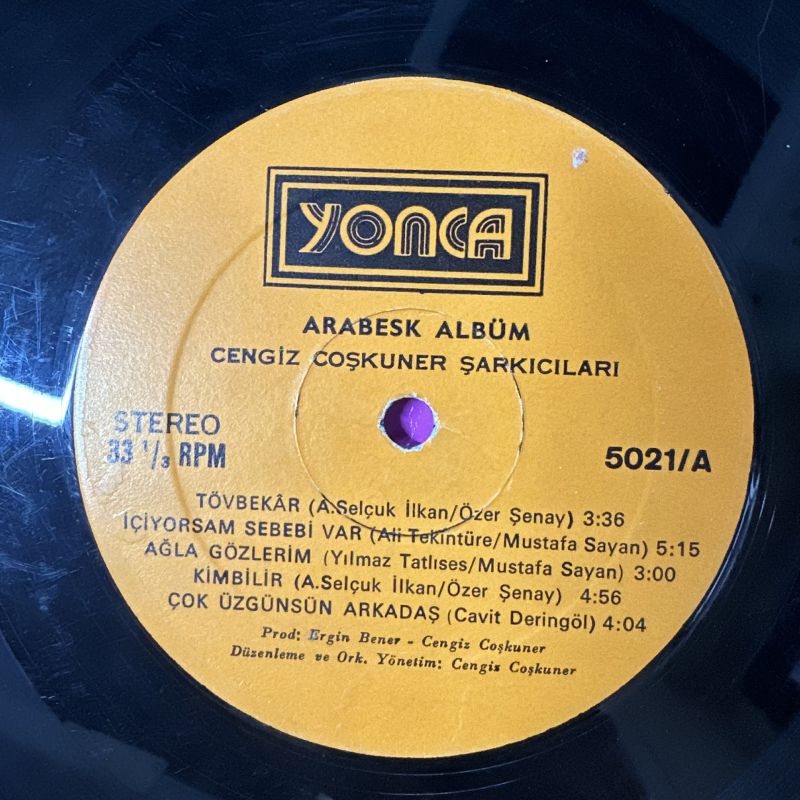 YONCA
ARABESK ALBÜM
CENGİZ COŞKUNER ŞARKICILARI
STEREO
33 1/3 RPM
5021/A
TÖVBEKÂR (A.Selçuk İlkan/Özer Şenay) 3:36
İÇİYORSAM SEBEBİ VAR (Ali Tekintüre/Mustafa Sayan) 5:15
AĞLA GÖZLERİM (Yılmaz Tatlıses/Mustafa Sayan) 3:00
KİMBİLİR (A.Selçuk İlkan/Özer Şenay) 4:56
ÇOK ÜZGÜNSÜN ARKADAŞ (Cavit Deringöl) 4:04
Prod: Ergin Bener - Cengiz Coşkuner
Düzenleme ve Ork. Yönetim: Cengiz Coşkuner